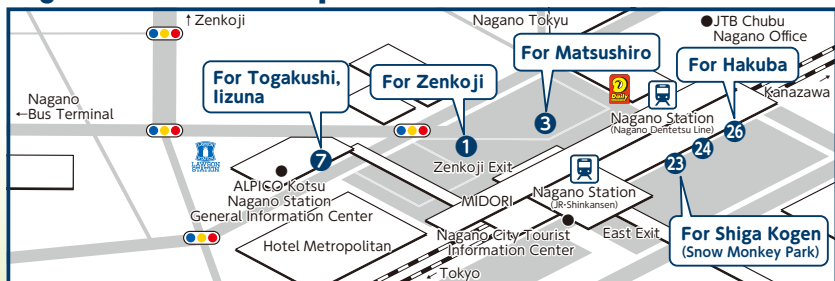 ↑Zenkoji
Nagano Tokyu
JTB Chubu
Nagano Office
For Togakushi,
Iizuna
For Zenkoji
For Matsushiro
For Hakuba
Kanazawa
Nagano
←Bus Terminal
Daily
Nagano Station
(Nagano Dentetsu Line)
26
24
23
3
1
7
LAWSON
STATION
Zenkoji Exit
ALPICO Kotsu
Nagano Station
General Information Center
MIDORI
Nagano Station
(JR-Shinkansen)
Hotel Metropolitan
Nagano City Tourist
Information Center
East Exit
For Shiga Kogen
(Snow Monkey Park)
Tokyo